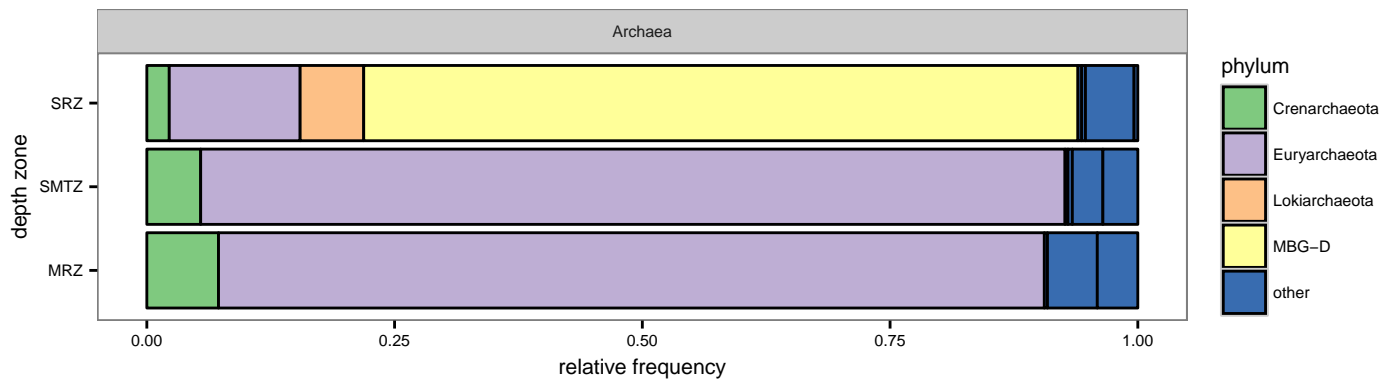 Archaea
depth zone
SRZ
SMTZ
MRZ
0.00
0.25
0.50
0.75
1.00
relative frequency
phylum
Crenarchaeota
Euryarchaeota
Lokiarchaeota
MBG−D
other